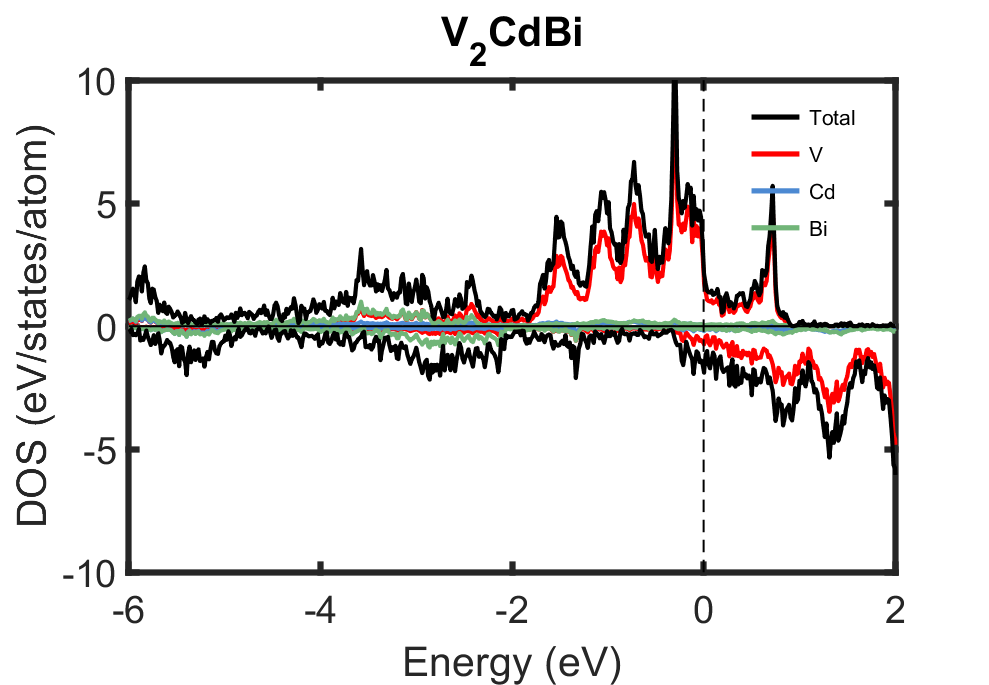 V₂CdBi
DOS (eV/states/atom)
10
5
0
-5
-10
-6
-4
-2
0
2
Energy (eV)
Total
V
Cd
Bi